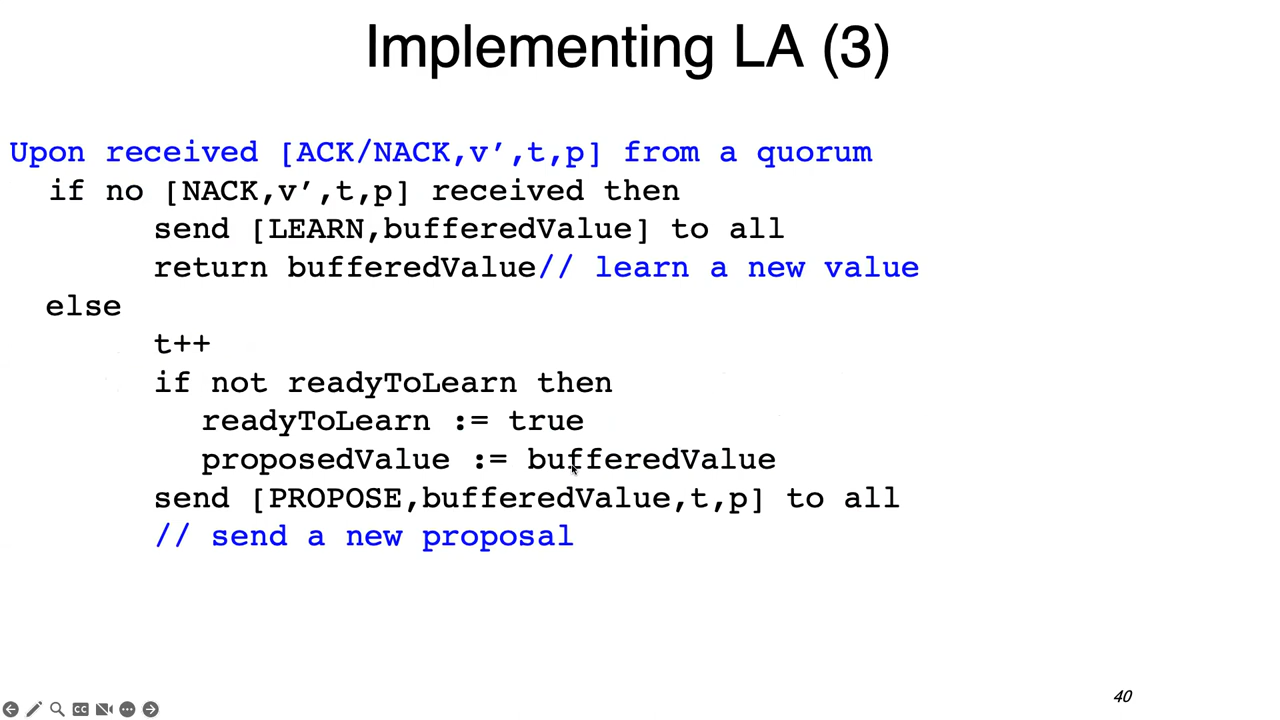 Implementing LA (3)
Upon received [ACK/NACK,v’,t,p] from a quorum
if no [NACK,v’,t,p] received then
send [LEARN,bufferedValue] to all
return bufferedValue// learn a new value
else
t++
if not readyToLearn then
readyToLearn := true
proposedValue := bufferedValue
send [PROPOSE,bufferedValue,t,p] to all
// send a new proposal
40
CC